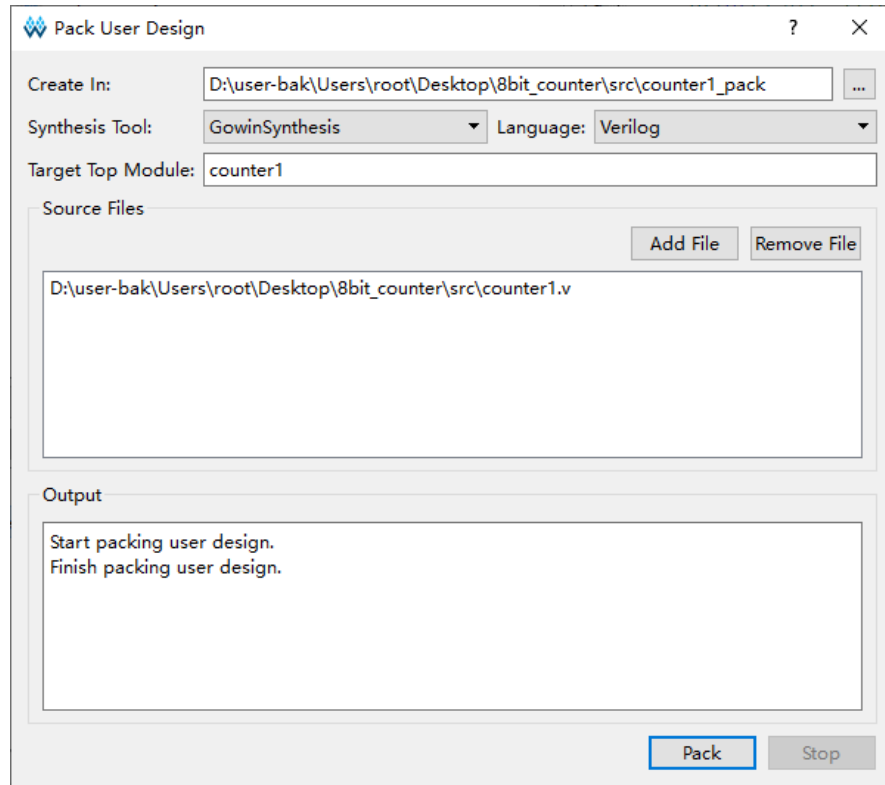 Pack User Design ?
Create In: D:\user-bak\Users\root\Desktop\8bit_counter\src\counter1_pack ...
Synthesis Tool: GowinSynthesis Language: Verilog
Target Top Module: counter1
Source Files
Add File Remove File
D:\user-bak\Users\root\Desktop\8bit_counter\src\counter1.v
Output
Start packing user design.
Finish packing user design.
Pack Stop